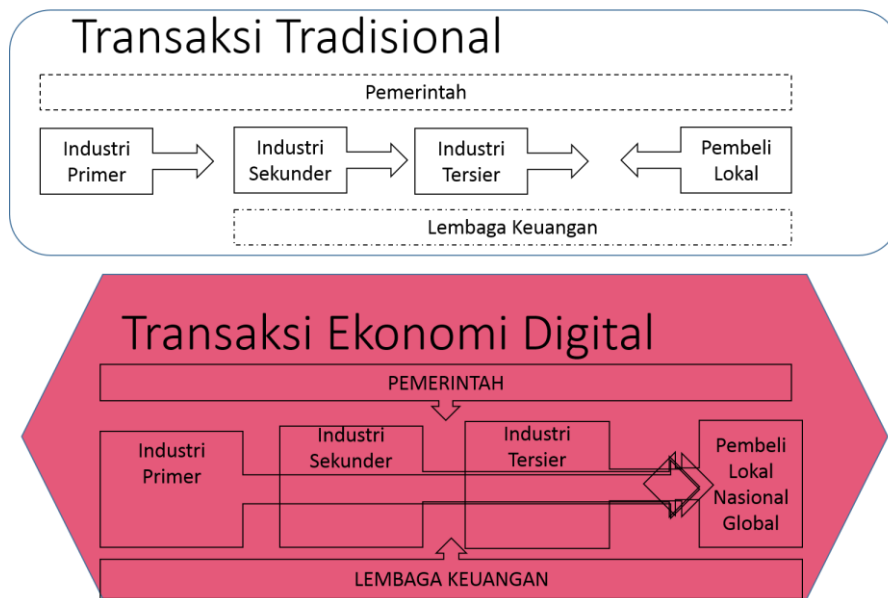 Transaksi Tradisional
Pemerintah
Industri
Primer
Industri
Sekunder
Industri
Tersier
Pembeli
Lokal
Lembaga Keuangan
Transaksi Ekonomi Digital
PEMERINTAH
Industri
Primer
Industri
Sekunder
Industri
Tersier
Pembeli
Lokal
Nasional
Global
LEMBAGA KEUANGAN